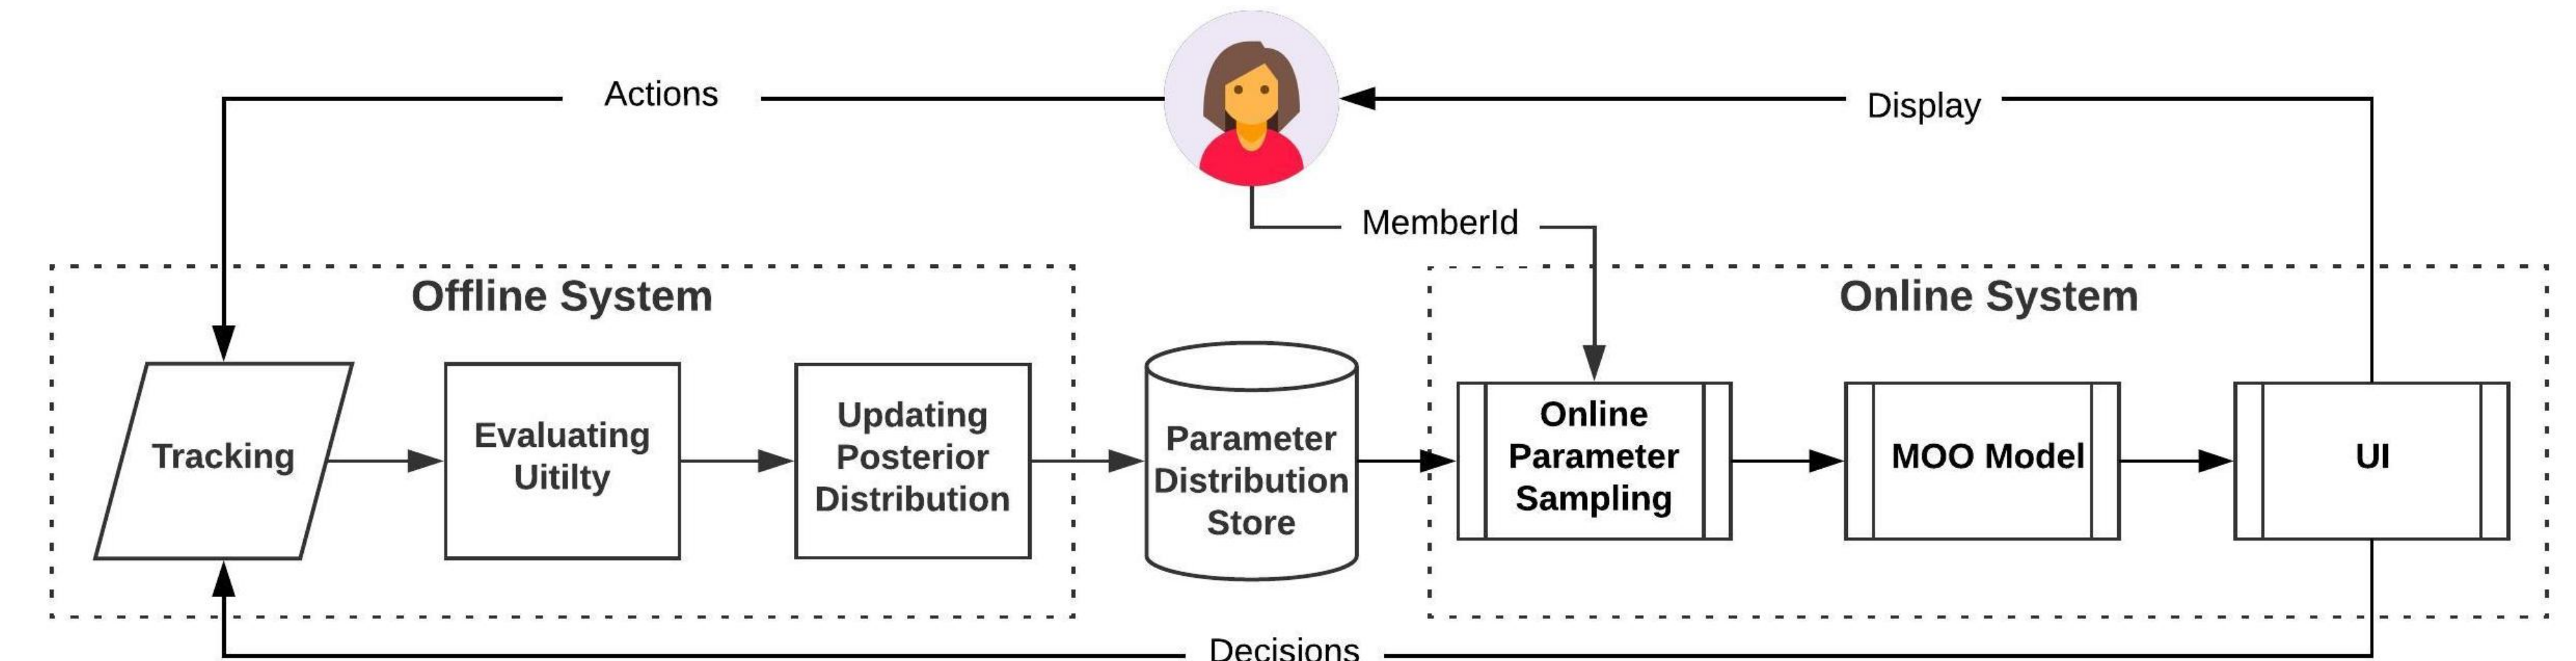 Actions
Display
MemberId
Offline System
Online System
Tracking
Evaluating
Uitilty
Updating
Posterior
Distribution
Parameter
Distribution
Store
Online
Parameter
Sampling
MOO Model
UI
Decisions